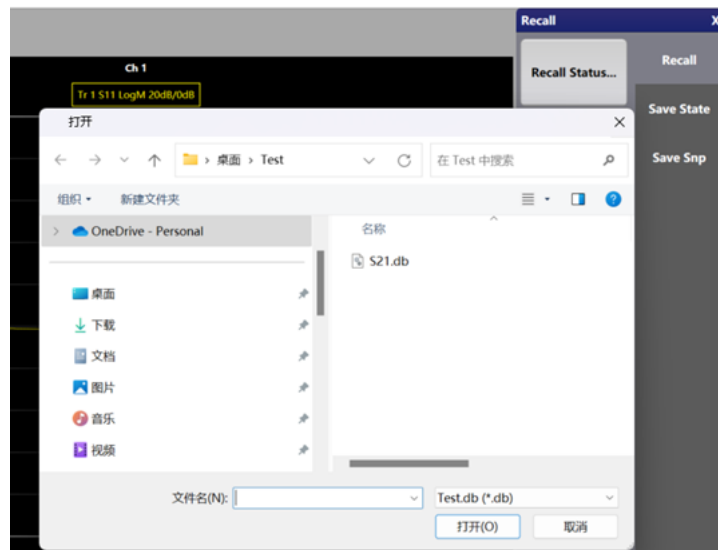 Recall X
Ch 1
Recall Status...
Recall
Tr 1 S11 LogM 20dB/0dB
Save State
打开
桌面 Test
在 Test 中搜索
Save Snp
组织 新建文件夹
OneDrive - Personal
名称
S21.db
桌面
下载
文档
图片
音乐
视频
文件名(N):
Test.db (*.db)
打开(O)
取消